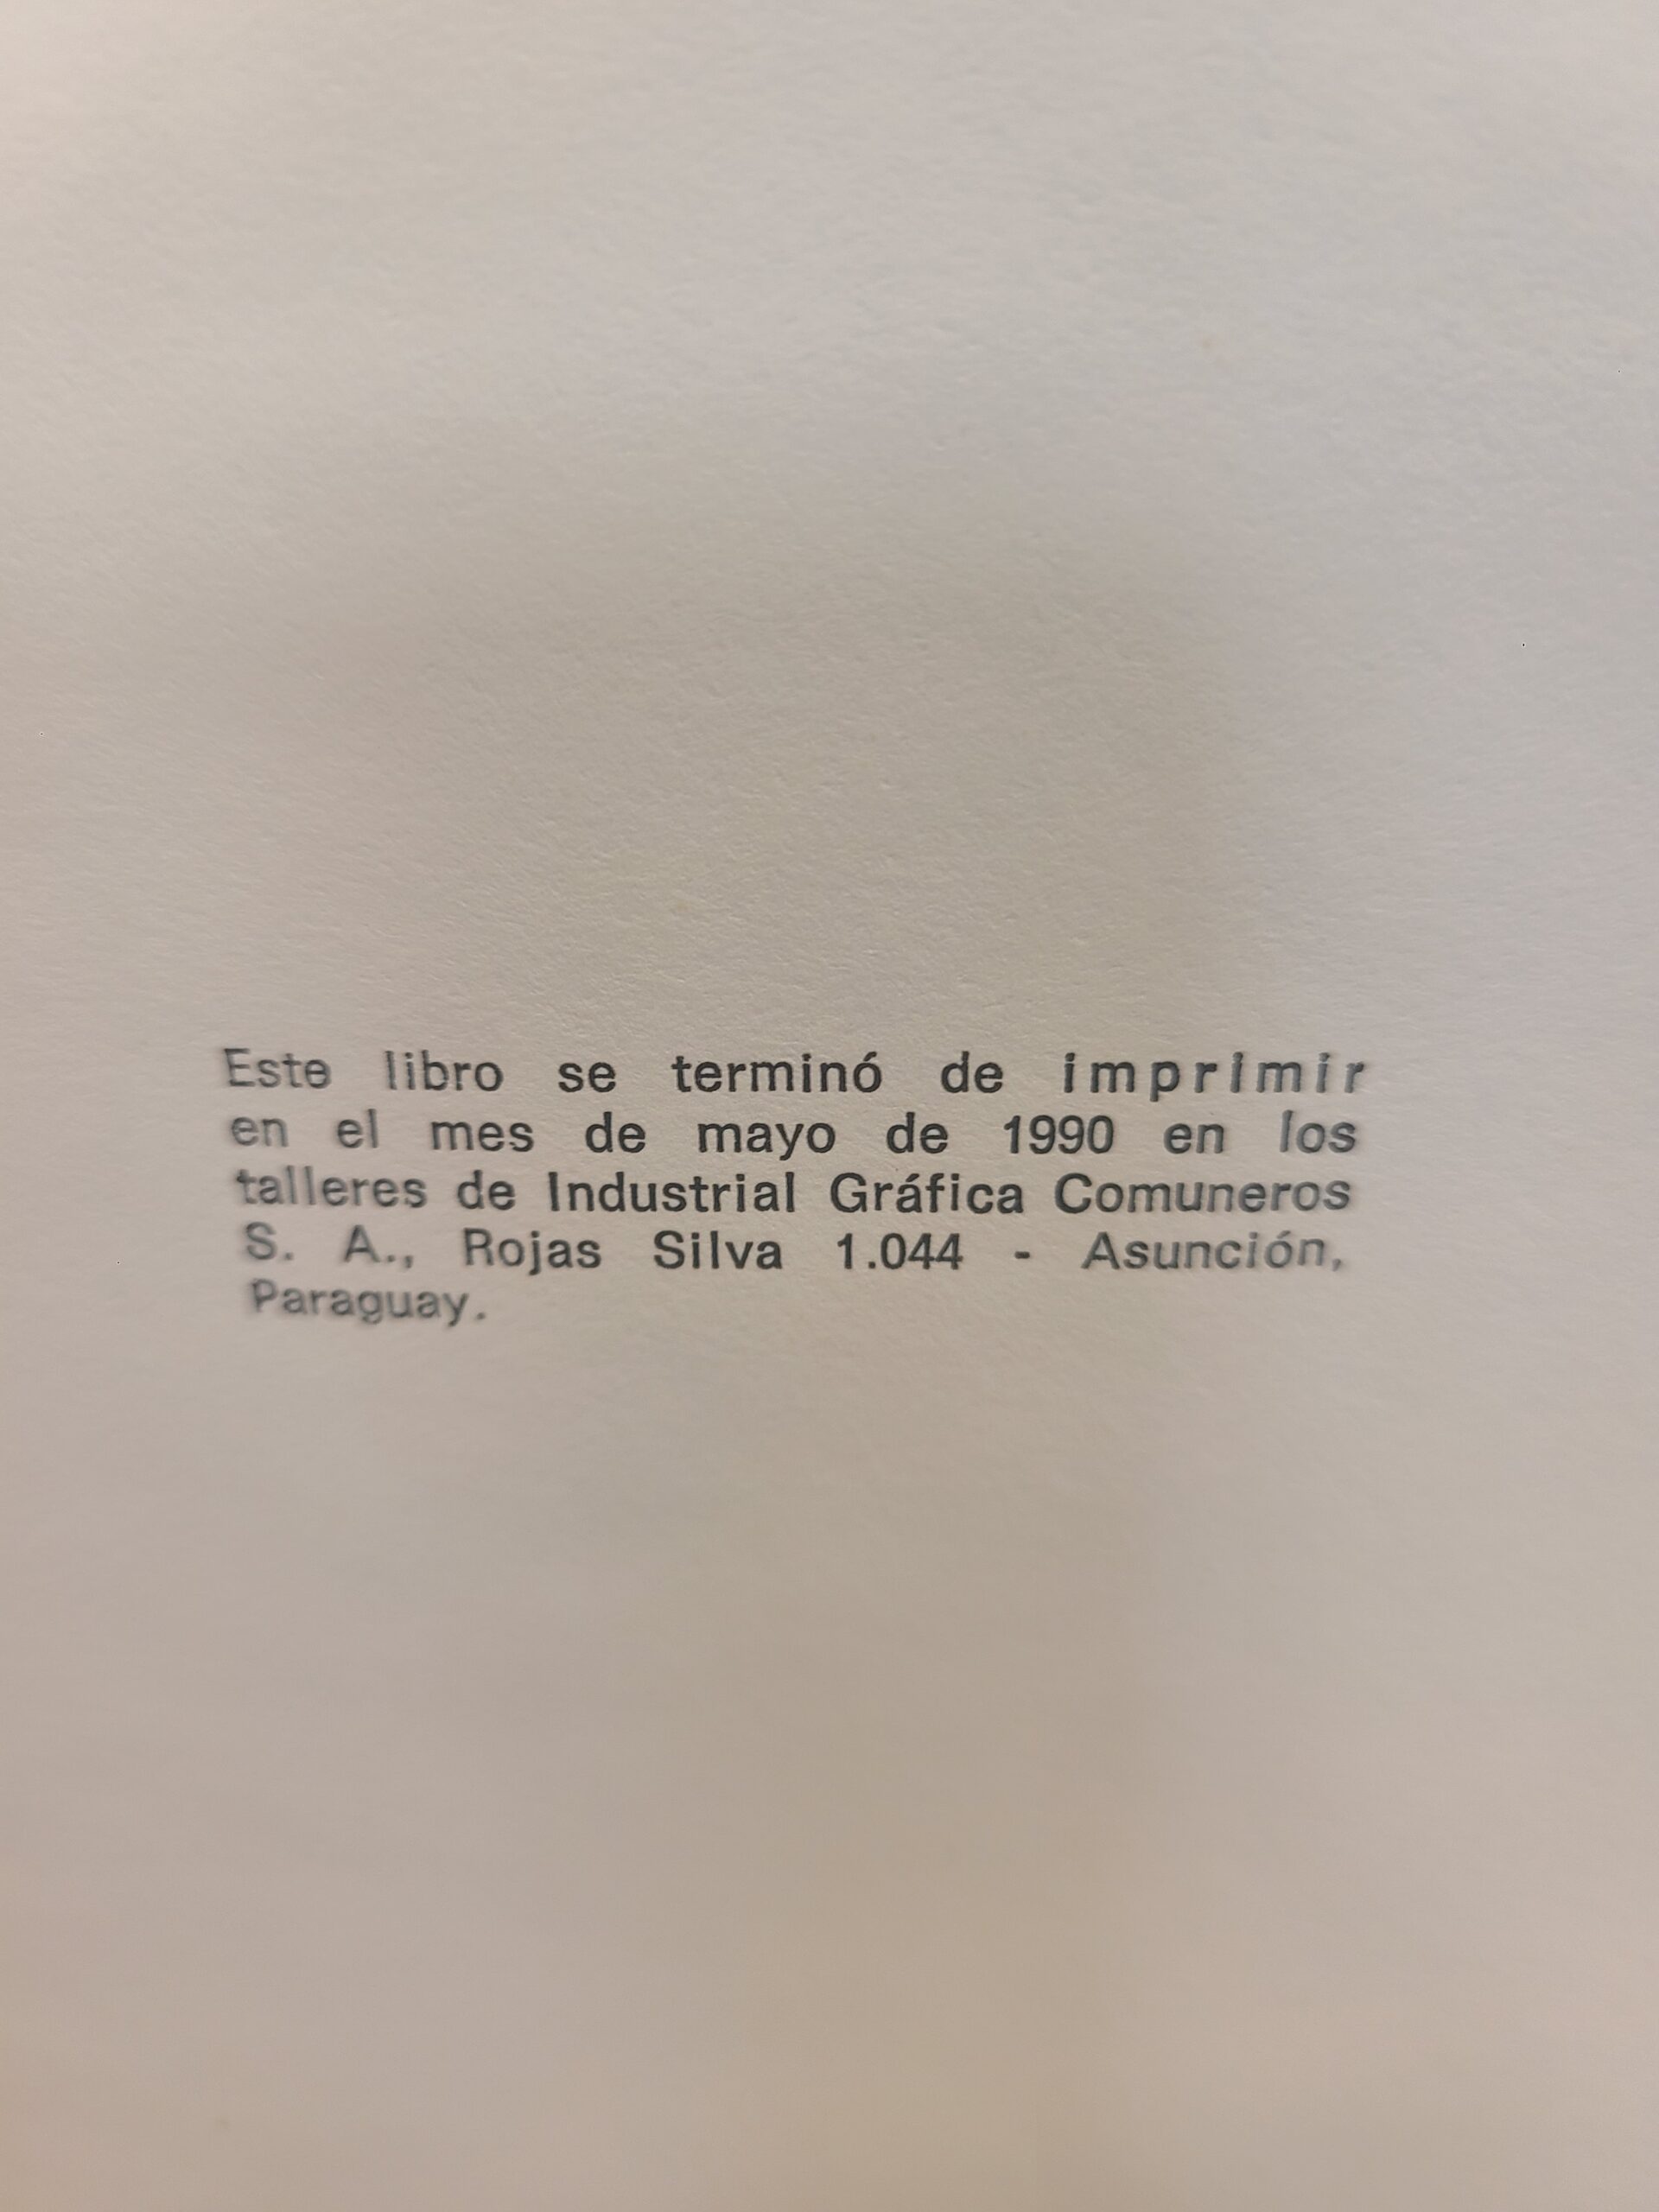 Este libro se terminó de imprimir
en el mes de mayo de 1990 en los
talleres de Industrial Gráfica Comuneros
S. A., Rojas Silva 1.044 - Asunción,
Paraguay.